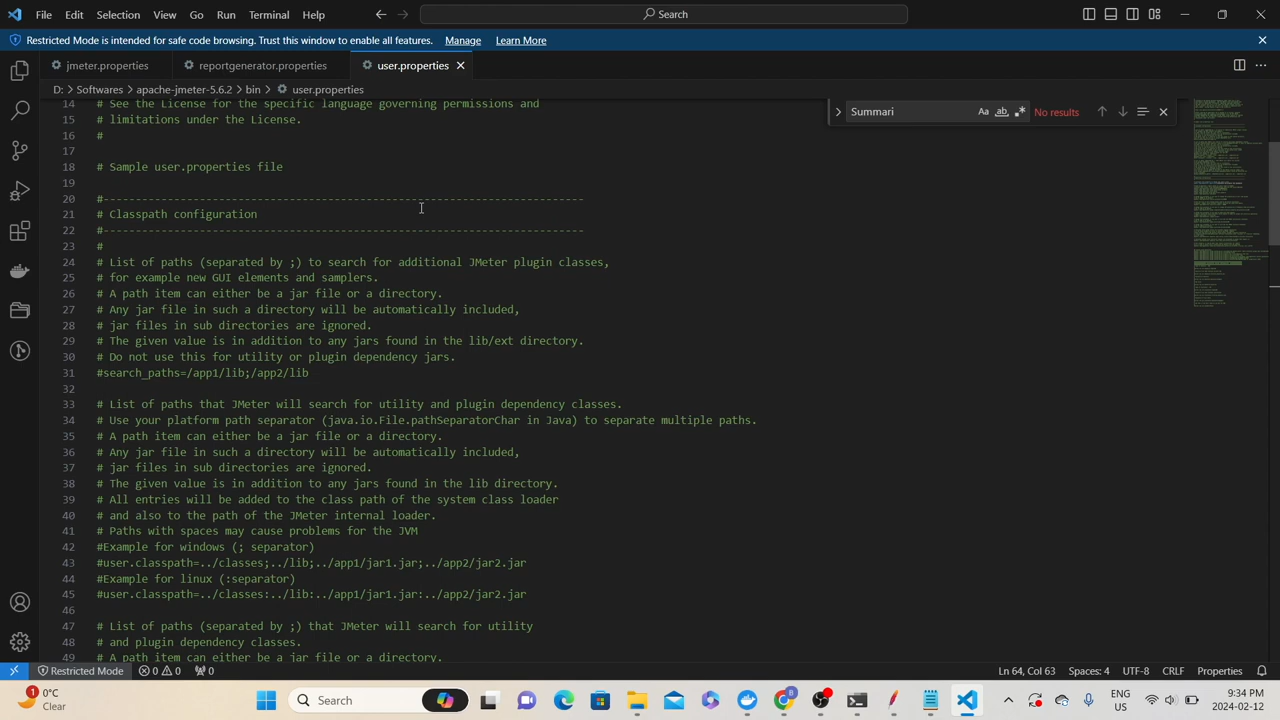 File Edit Selection View Go Run Terminal Help Search
Restricted Mode is intended for safe code browsing. Trust this window to enable all features. Manage Learn More
jmeter.properties reportgenerator.properties user.properties
D: > Softwares > apache-jmeter-5.6.2 > bin > user.properties
Summari Aa ab No results
14 # See the License for the specific language governing permissions and
15 # limitations under the License.
16 #
17
18 # Sample user.properties file
19
20 #---------------------------------------------------------------------------
21 # Classpath configuration
22 #---------------------------------------------------------------------------
23 #
24 # List of paths (separated by ;) to search for additional JMeter plugin classes,
25 # for example new GUI elements and samplers.
26 # A path item can either be a jar file or a directory.
27 # Any jar file in such a directory will be automatically included,
28 # jar files in sub directories are ignored.
29 # The given value is in addition to any jars found in the lib/ext directory.
30 # Do not use this for utility or plugin dependency jars.
31 #search_paths=/app1/lib;/app2/lib
32
33 # List of paths that JMeter will search for utility and plugin dependency classes.
34 # Use your platform path separator (java.io.File.pathSeparatorChar in Java) to separate multiple paths.
35 # A path item can either be a jar file or a directory.
36 # Any jar file in such a directory will be automatically included,
37 # jar files in sub directories are ignored.
38 # The given value is in addition to any jars found in the lib directory.
39 # All entries will be added to the class path of the system class loader
40 # and also to the path of the JMeter internal loader.
41 # Paths with spaces may cause problems for the JVM
42 #Example for windows (; separator)
43 #user.classpath=../classes;../lib;../app1/jar1.jar;../app2/jar2.jar
44 #Example for linux (:separator)
45 #user.classpath=../classes:../lib:../app1/jar1.jar:../app2/jar2.jar
46
47 # List of paths (separated by ;) that JMeter will search for utility
48 # and plugin dependency classes.
49 # A path item can either be a jar file or a directory.
Restricted Mode 0 0 0 Ln 64, Col 63 Spaces: 4 UTF-8 CRLF Properties
1 0°C Clear Search ENG US 9:34 PM 2024-02-12